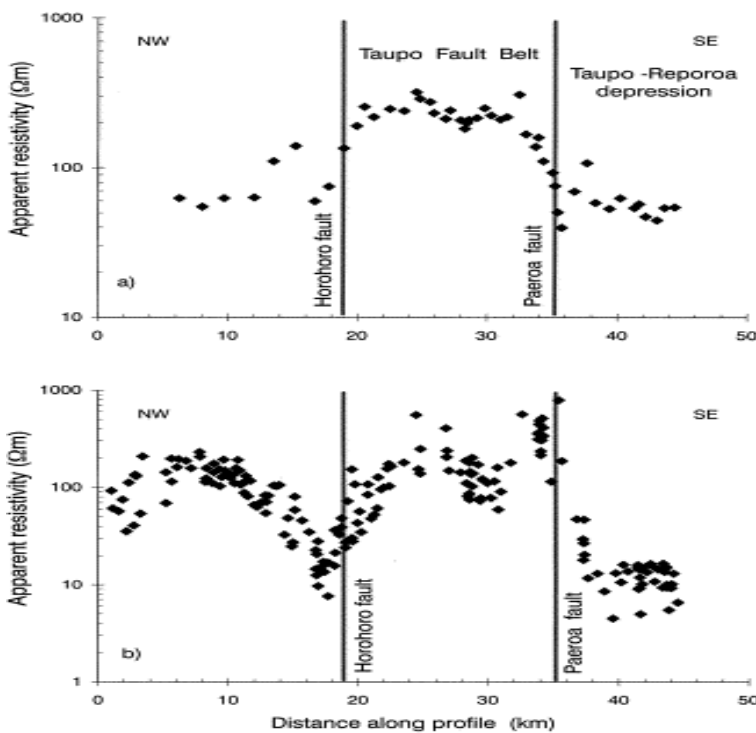 1000
NW
Taupo Fault Belt
SE
Taupo -Reporoa
depression
Apparent resistivity (Ωm)
100
Horohoro fault
Paeroa fault
a)
10
0
10
20
30
40
50
1000
NW
SE
Apparent resistivity (Ωm)
100
10
Horohoro fault
Paeroa fault
b)
1
0
10
20
30
40
50
Distance along profile (km)